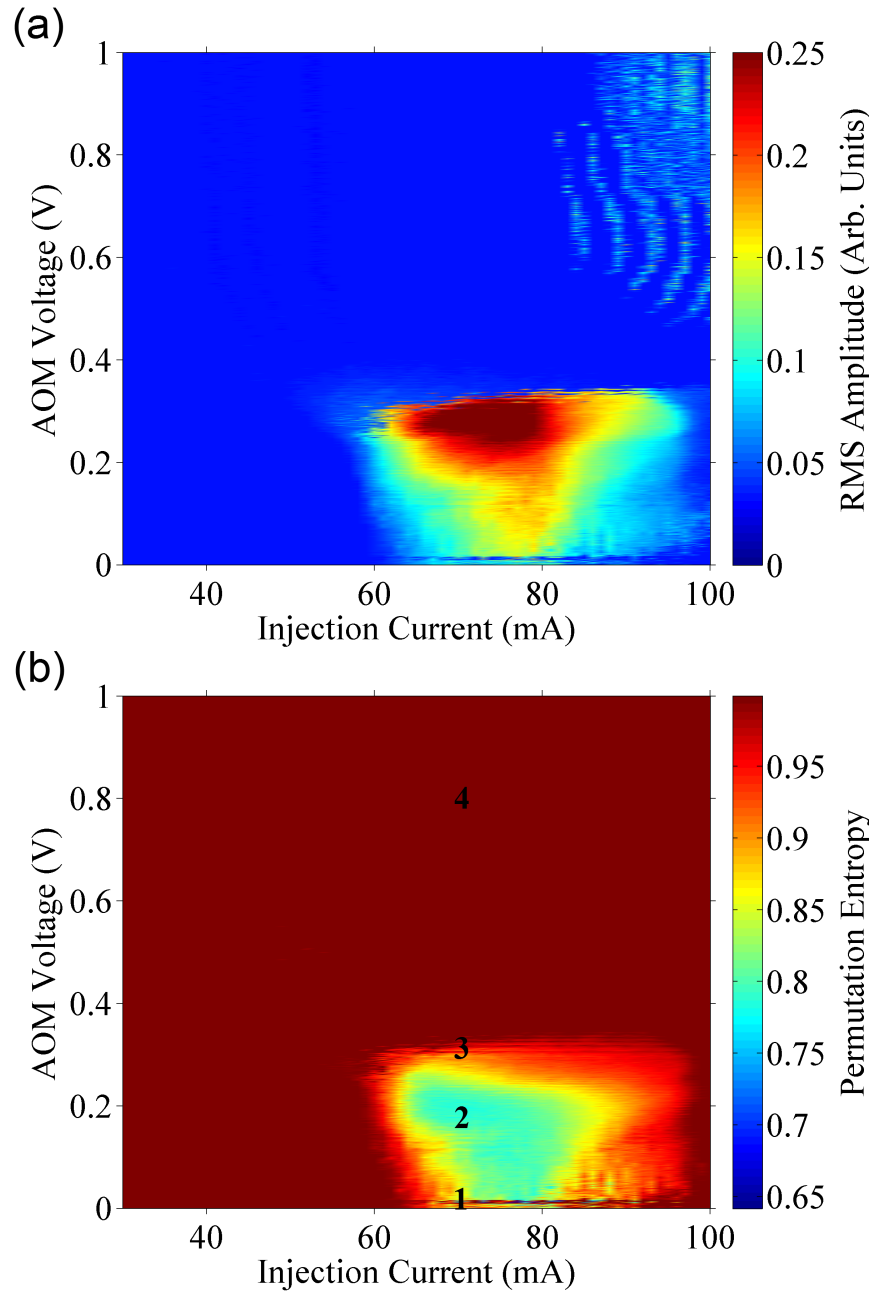 (a)
1
0.8
0.6
0.4
0.2
0
AOM Voltage (V)
40 60 80 100
Injection Current (mA)
0.25
0.2
0.15
0.1
0.05
0
RMS Amplitude (Arb. Units)
(b)
1
0.8
0.6
0.4
0.2
0
AOM Voltage (V)
4
3
2
1
40 60 80 100
Injection Current (mA)
0.95
0.9
0.85
0.8
0.75
0.7
0.65
Permutation Entropy